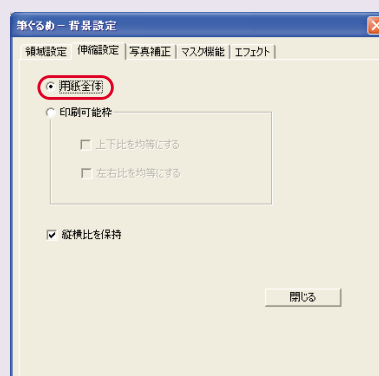 筆ぐるめ－背景設定
領域設定 伸縮設定 写真補正 マスク機能 エフェクト
用紙全体
印刷可能枠
上下比を均等にする
左右比を均等にする
縦横比を保持
閉じる